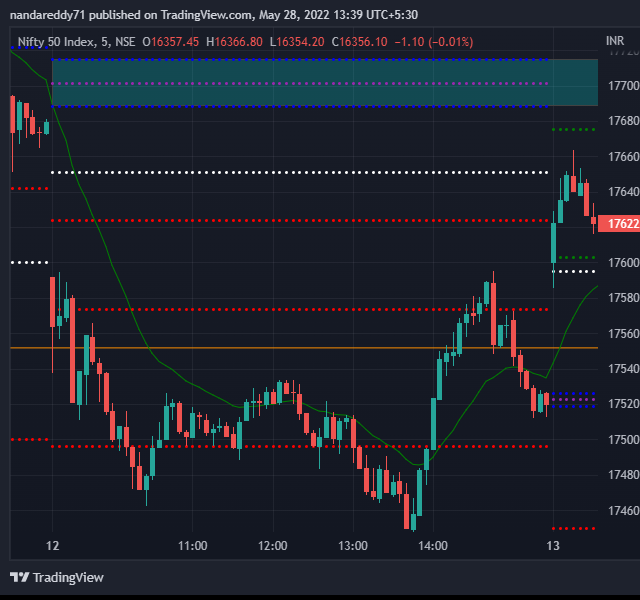 nandareddy71 published on TradingView.com, May 28, 2022 13:39 UTC+5:30
Nifty 50 Index, 5, NSE O16357.45 H16366.80 L16354.20 C16356.10 −1.10 (−0.01%)
INR
17720
17700
17680
17660
17640
17622
17600
17580
17560
17540
17520
17500
17480
17460
12 11:00 12:00 13:00 14:00 13
TradingView